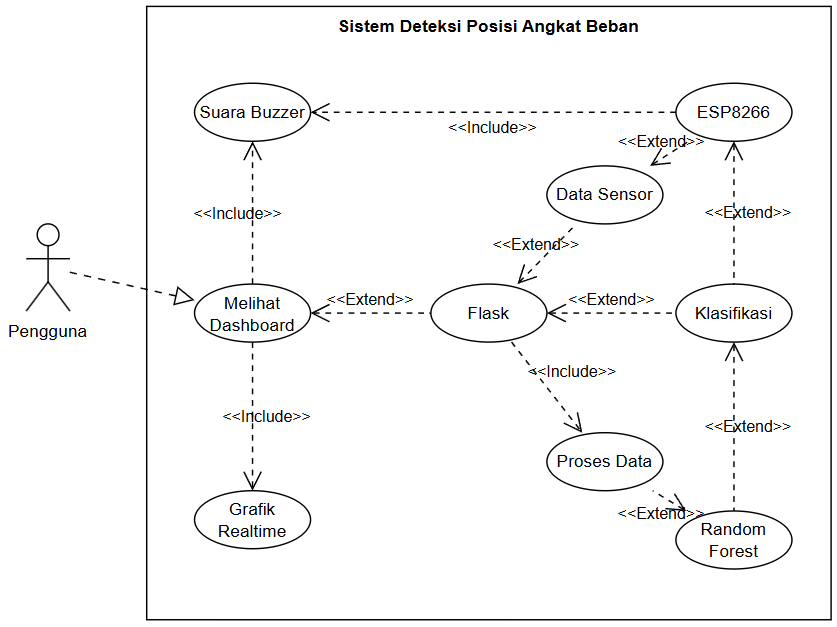 Sistem Deteksi Posisi Angkat Beban
Suara Buzzer
ESP8266
<<Include>>
<<Extend>>
Data Sensor
<<Include>>
<<Extend>>
<<Extend>>
Pengguna
Melihat
Dashboard
<<Extend>>
Flask
<<Extend>>
Klasifikasi
<<Include>>
<<Include>>
<<Extend>>
Proses Data
Grafik
Realtime
<<Extend>>
Random
Forest